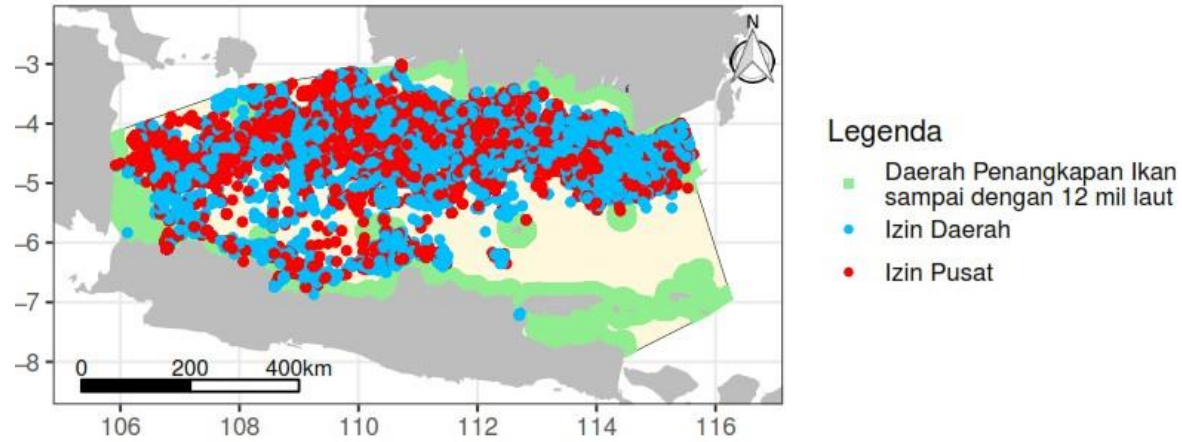 N
–3
–4
–5
–6
–7
–8
0 200 400km
106 108 110 112 114 116
Legenda
Daerah Penangkapan Ikan
sampai dengan 12 mil laut
Izin Daerah
Izin Pusat